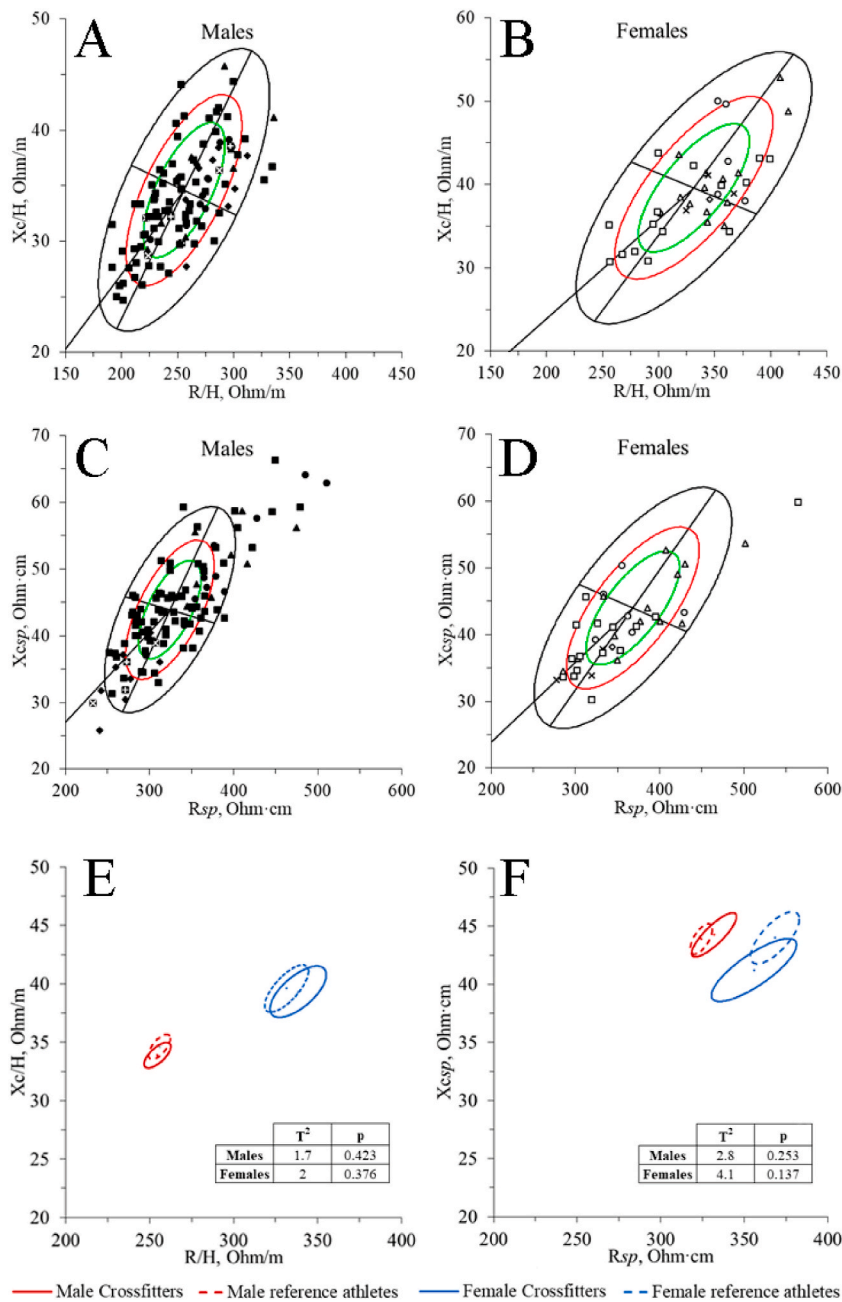 A
Males
Xc/H, Ohm/m
50
40
30
20
150 200 250 300 350 400 450
R/H, Ohm/m
B
Females
Xc/H, Ohm/m
60
50
40
30
20
150 200 250 300 350 400 450
R/H, Ohm/m
C
Males
Xcsp, Ohm·cm
70
60
50
40
30
20
200 300 400 500 600
Rsp, Ohm·cm
D
Females
Xcsp, Ohm·cm
70
60
50
40
30
20
200 300 400 500 600
Rsp, Ohm·cm
E
Xc/H, Ohm/m
50
45
40
35
30
25
20
200 250 300 350 400
R/H, Ohm/m
T² p
Males 1.7 0.423
Females 2 0.376
F
Xcsp, Ohm·cm
50
45
40
35
30
25
20
200 250 300 350 400
Rsp, Ohm·cm
T² p
Males 2.8 0.253
Females 4.1 0.137
Male Crossfitters Male reference athletes Female Crossfitters Female reference athletes